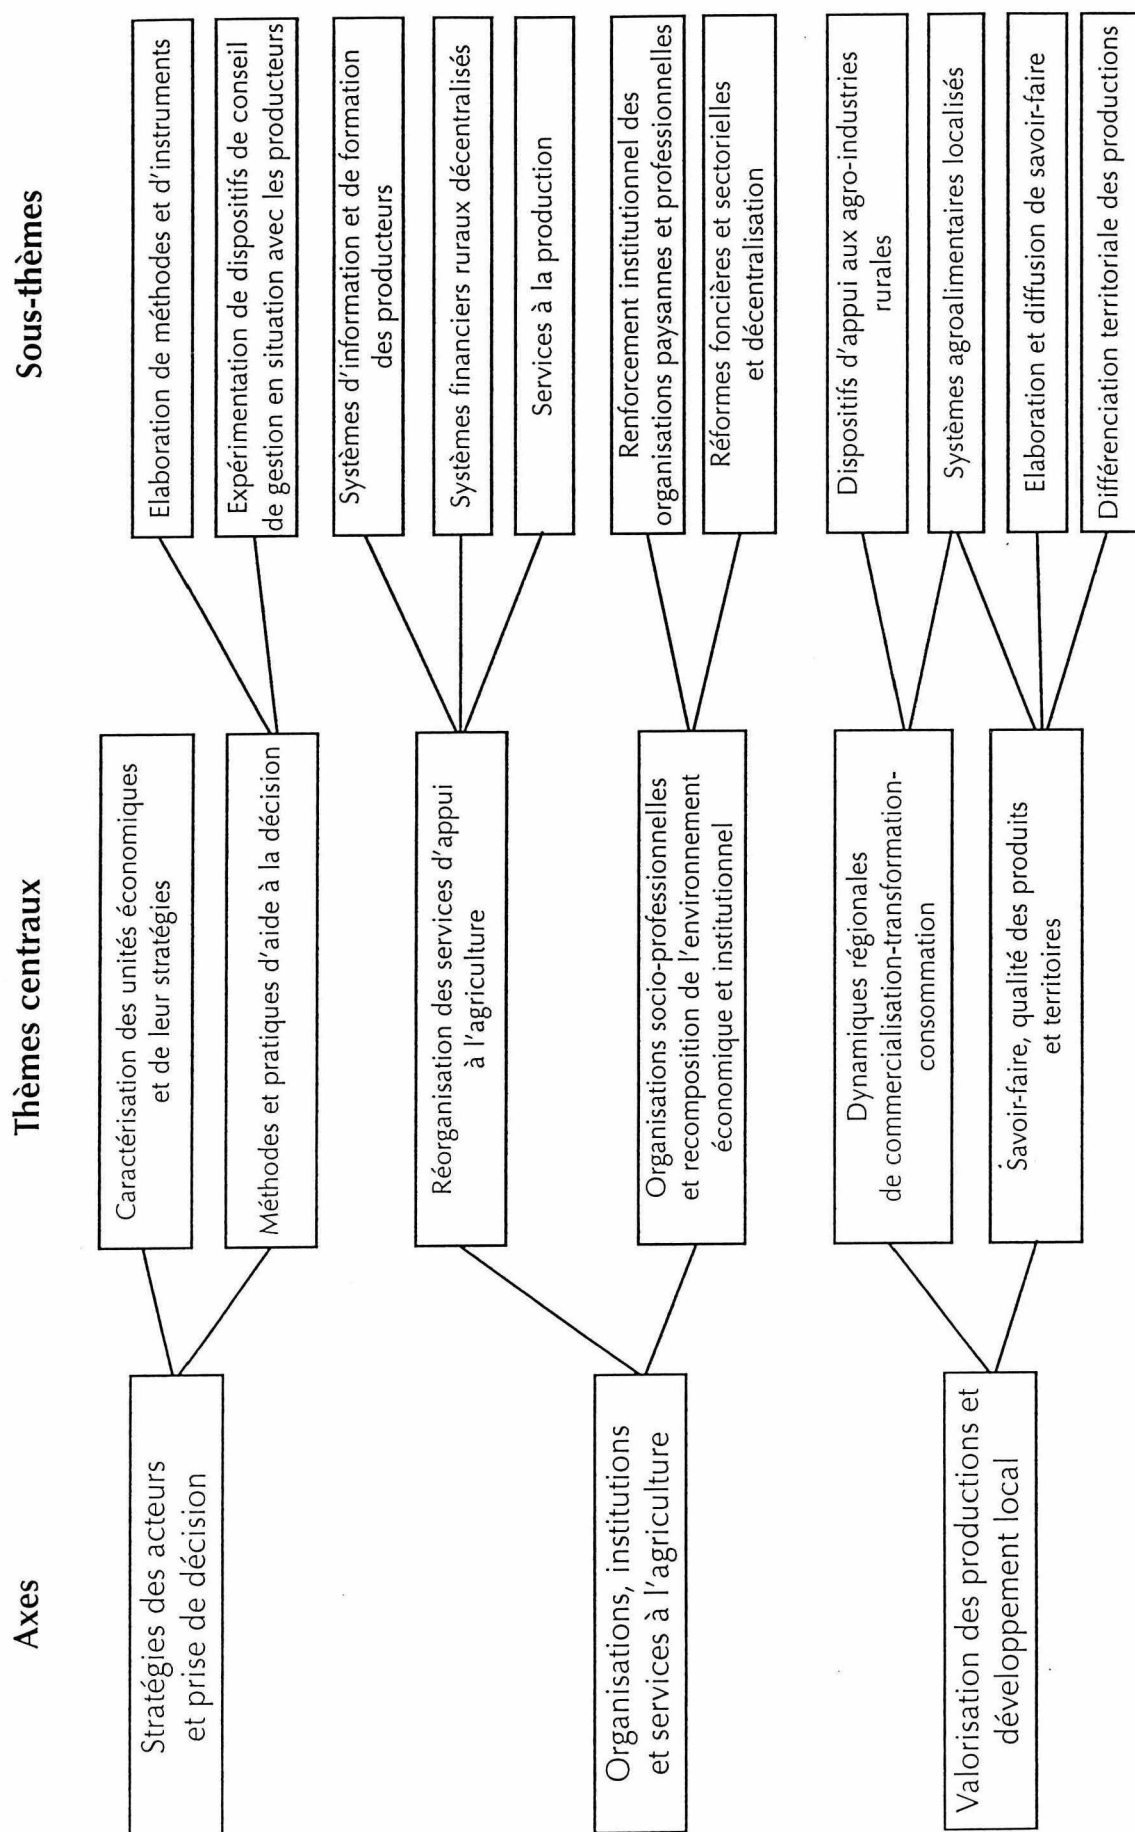 Axes
Thèmes centraux
Sous-thèmes
Stratégies des acteurs
et prise de décision
Organisations, institutions
et services à l'agriculture
Valorisation des productions et
développement local
Caractérisation des unités économiques
et de leur stratégies
Méthodes et pratiques d'aide à la décision
Réorganisation des services d'appui
à l'agriculture
Organisations socio-professionnelles
et recomposition de l'environnement
économique et institutionnel
Dynamiques régionales
de commercialisation-transformation-
consommation
Savoir-faire, qualité des produits
et territoires
Elaboration de méthodes et d'instruments
Expérimentation de dispositifs de conseil
de gestion en situation avec les producteurs
Systèmes d'information et de formation
des producteurs
Systèmes financiers ruraux décentralisés
Services à la production
Renforcement institutionnel des
organisations paysannes et professionnelles
Réformes foncières et sectorielles
et décentralisation
Dispositifs d'appui aux agro-industries
rurales
Systèmes agroalimentaires localisés
Elaboration et diffusion de savoir-faire
Différenciation territoriale des productions